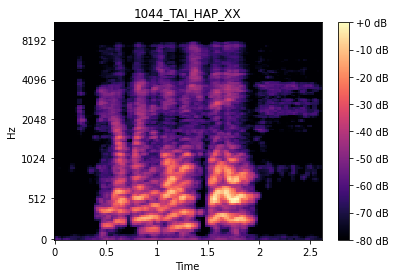 1044_TAI_HAP_XX
8192
4096
2048
1024
512
0
Hz
0
0.5
1
1.5
2
2.5
Time
+0 dB
-10 dB
-20 dB
-30 dB
-40 dB
-50 dB
-60 dB
-70 dB
-80 dB